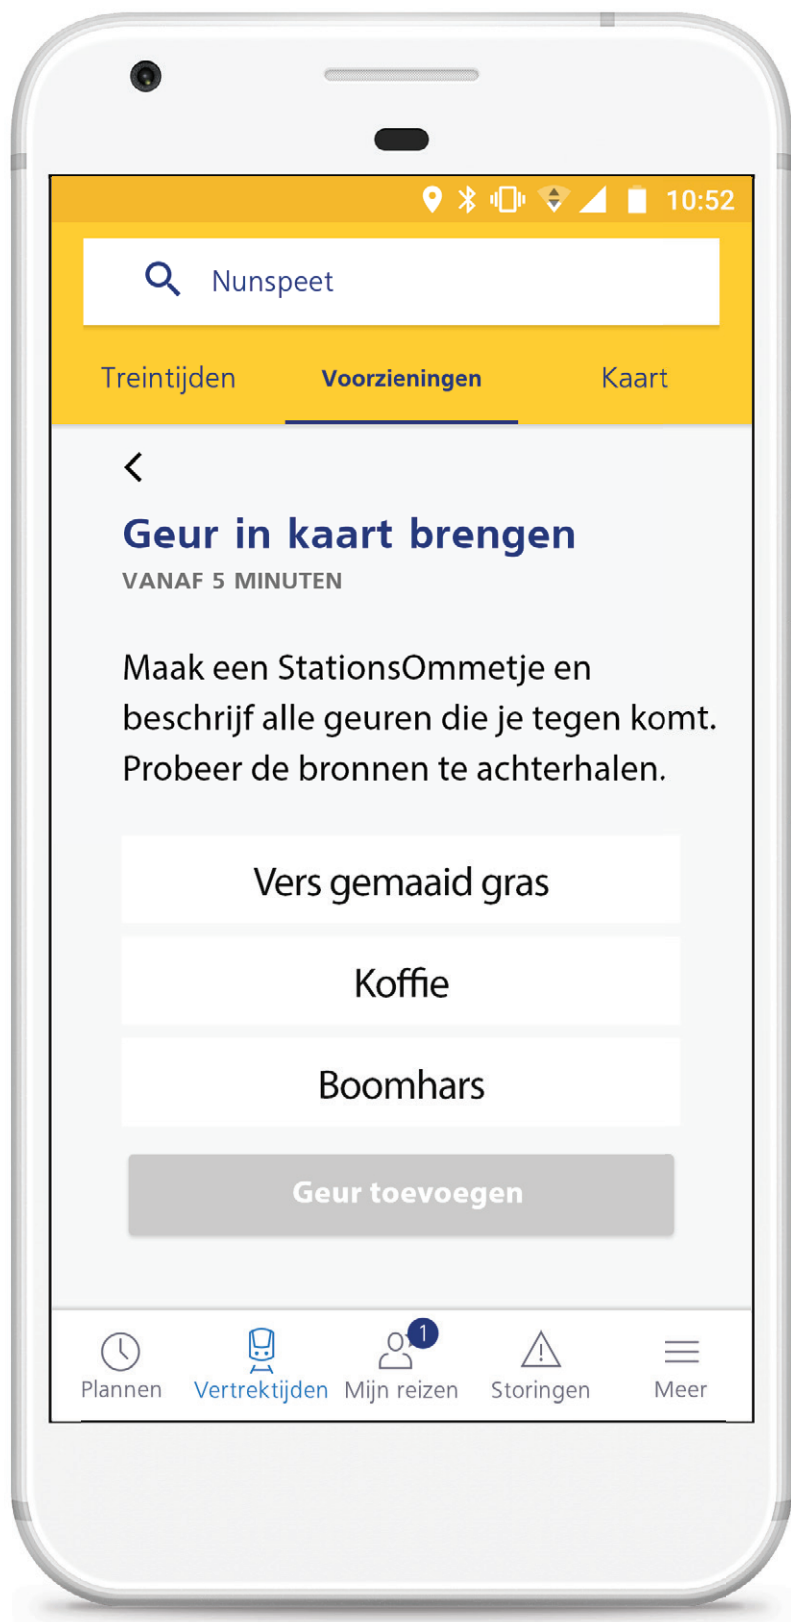 10:52
Nunspeet
Treintijden Voorzieningen Kaart
Geur in kaart brengen
VANAF 5 MINUTEN
Maak een StationsOmmetje en
beschrijf alle geuren die je tegen komt.
Probeer de bronnen te achterhalen.
Vers gemaaid gras
Koffie
Boomhars
Geur toevoegen
1
Plannen Vertrektijden Mijn reizen Storingen Meer